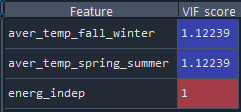 Feature VIF score
aver_temp_fall_winter 1.12239
aver_temp_spring_summer 1.12239
energ_indep 1